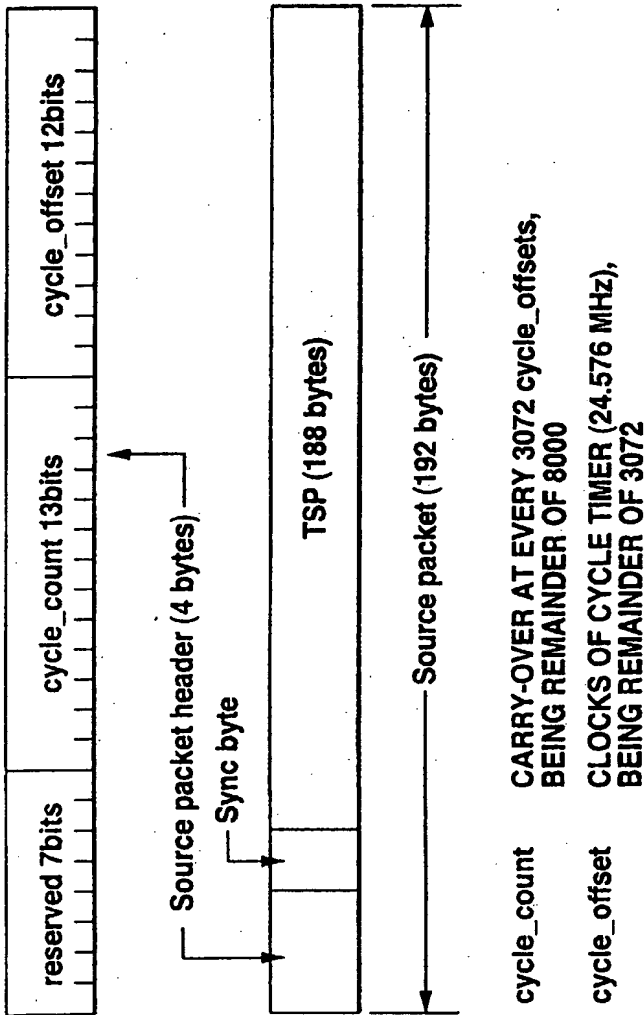 reserved 7bits
cycle_count 13bits
cycle_offset 12bits
Source packet header (4 bytes)
Sync byte
TSP (188 bytes)
Source packet (192 bytes)
cycle_count CARRY-OVER AT EVERY 3072 cycle_offsets,
BEING REMAINDER OF 8000
cycle_offset CLOCKS OF CYCLE TIMER (24.576 MHz),
BEING REMAINDER OF 3072